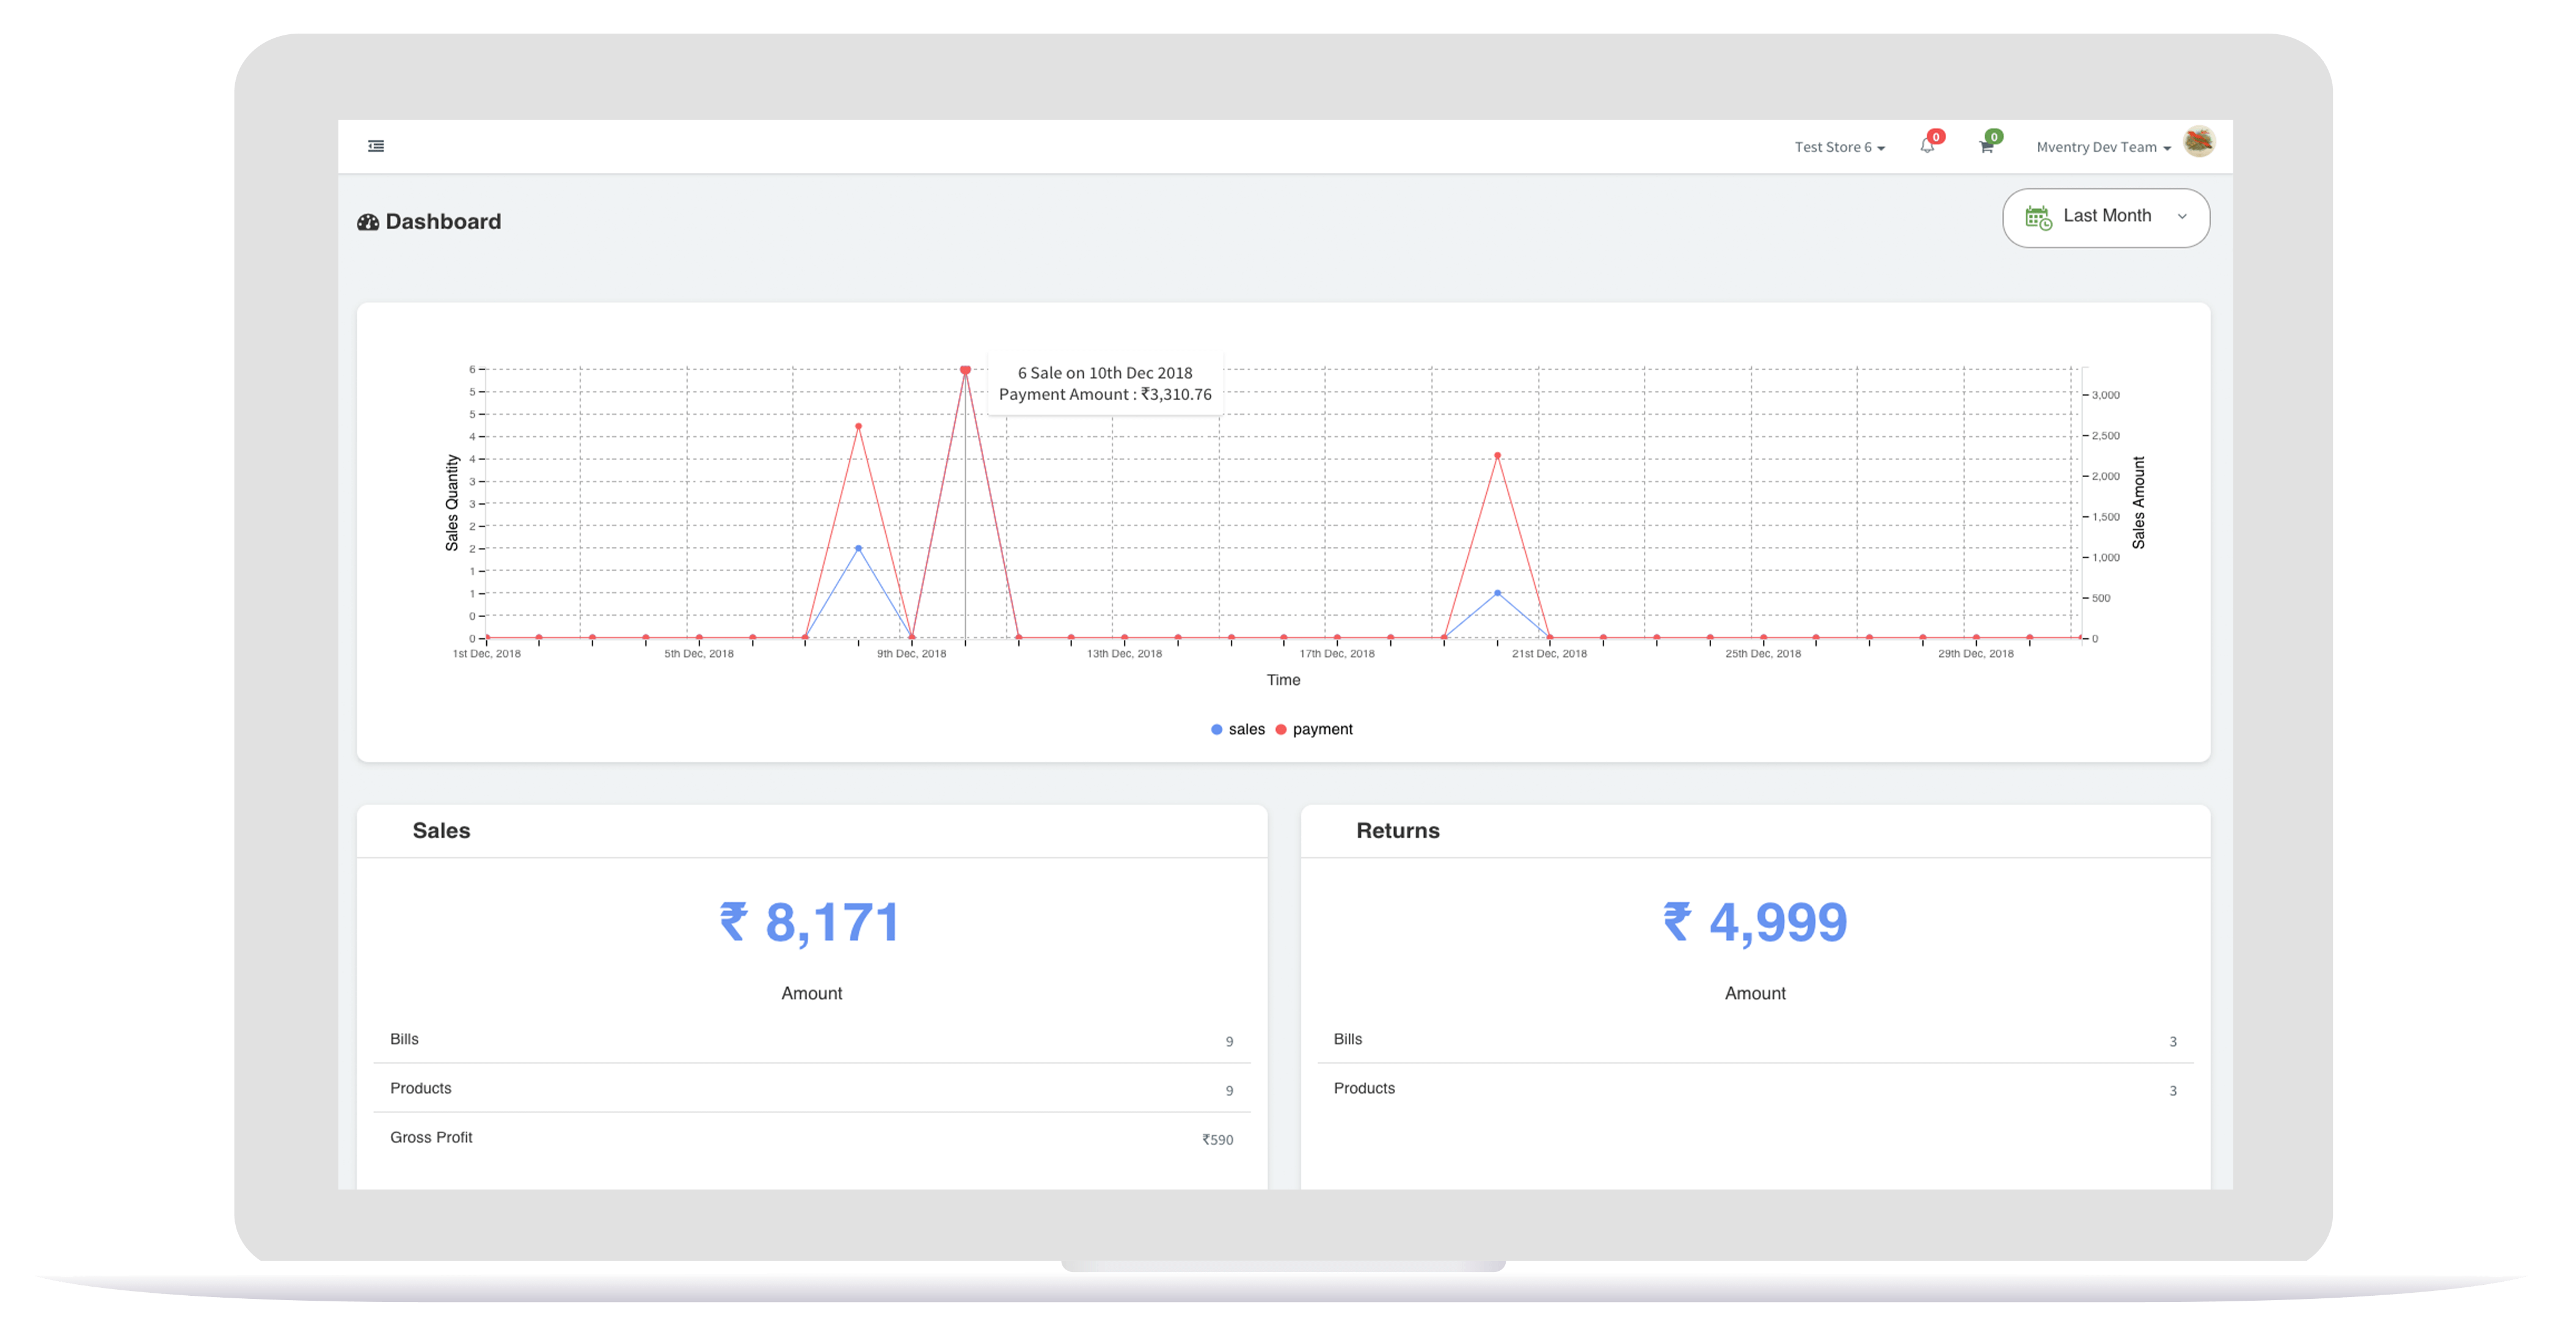 Test Store 6
0
0
Mventry Dev Team
Dashboard
Last Month
6
5
5
4
4
3
3
2
2
1
1
0
0
Sales Quantity
6 Sale on 10th Dec 2018
Payment Amount : ₹3,310.76
3,000
2,500
2,000
1,500
1,000
500
0
Sales Amount
1st Dec, 2018 5th Dec, 2018 9th Dec, 2018 13th Dec, 2018 17th Dec, 2018 21st Dec, 2018 25th Dec, 2018 29th Dec, 2018
Time
sales payment
Sales
₹ 8,171
Amount
Bills 9
Products 9
Gross Profit ₹590
Returns
₹ 4,999
Amount
Bills 3
Products 3